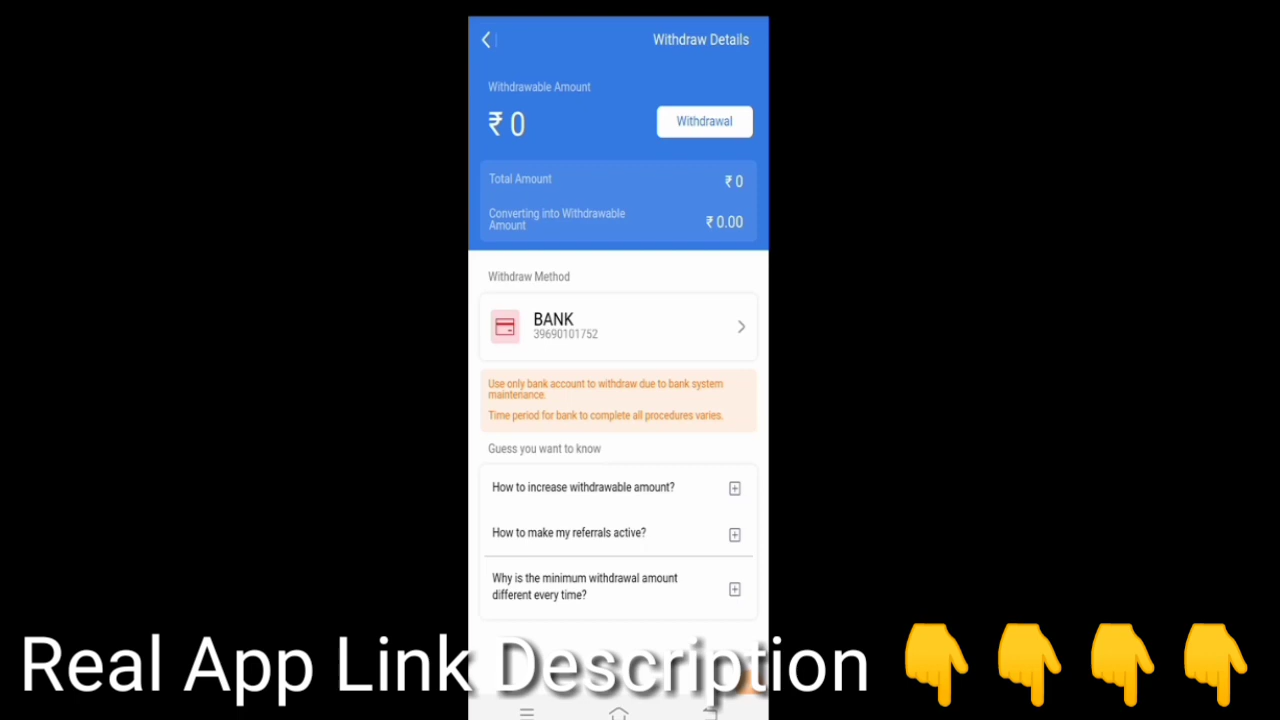 Withdraw Details
Withdrawable Amount
₹ 0
Withdrawal
Total Amount
₹ 0
Converting into Withdrawable
Amount
₹ 0.00
Withdraw Method
BANK
39690101752
Use only bank account to withdraw due to bank system
maintenance.
Time period for bank to complete all procedures varies.
Guess you want to know
How to increase withdrawable amount?
How to make my referrals active?
Why is the minimum withdrawal amount
different every time?
Real App Link Description 👇👇👇👇